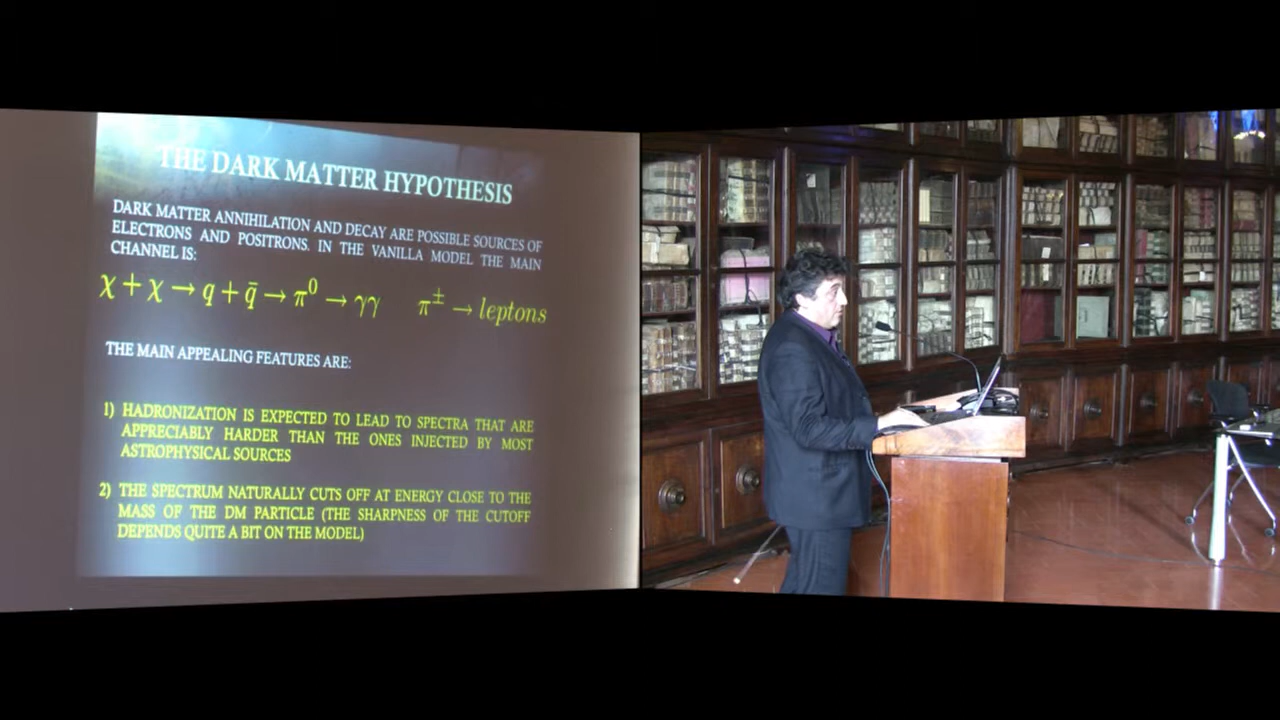 THE DARK MATTER HYPOTHESIS
DARK MATTER ANNIHILATION AND DECAY ARE POSSIBLE SOURCES OF
ELECTRONS AND POSITRONS. IN THE VANILLA MODEL THE MAIN
CHANNEL IS:
χ + χ → q + q̄ → π⁰ → γγ π± → leptons
THE MAIN APPEALING FEATURES ARE:
1) HADRONIZATION IS EXPECTED TO LEAD TO SPECTRA THAT ARE
APPRECIABLY HARDER THAN THE ONES INJECTED BY MOST
ASTROPHYSICAL SOURCES
2) THE SPECTRUM NATURALLY CUTS OFF AT ENERGY CLOSE TO THE
MASS OF THE DM PARTICLE (THE SHARPNESS OF THE CUTOFF
DEPENDS QUITE A BIT ON THE MODEL)